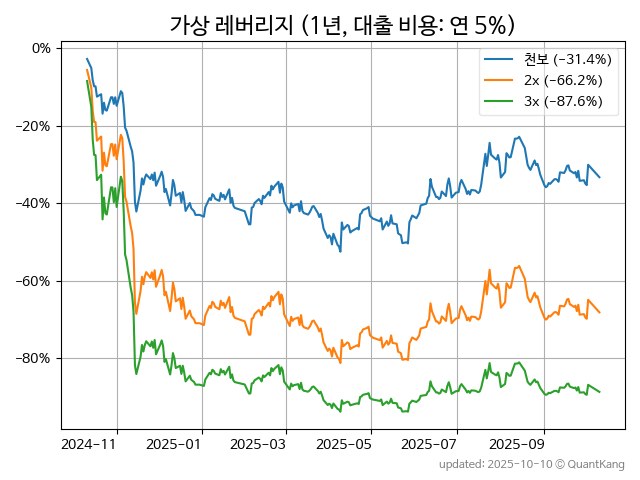 가상 레버리지 (1년, 대출 비용: 연 5%)
천보 (-31.4%)
2x (-66.2%)
3x (-87.6%)
0%
-20%
-40%
-60%
-80%
2024-11 2025-01 2025-03 2025-05 2025-07 2025-09
updated: 2025-10-10 © QuantKang